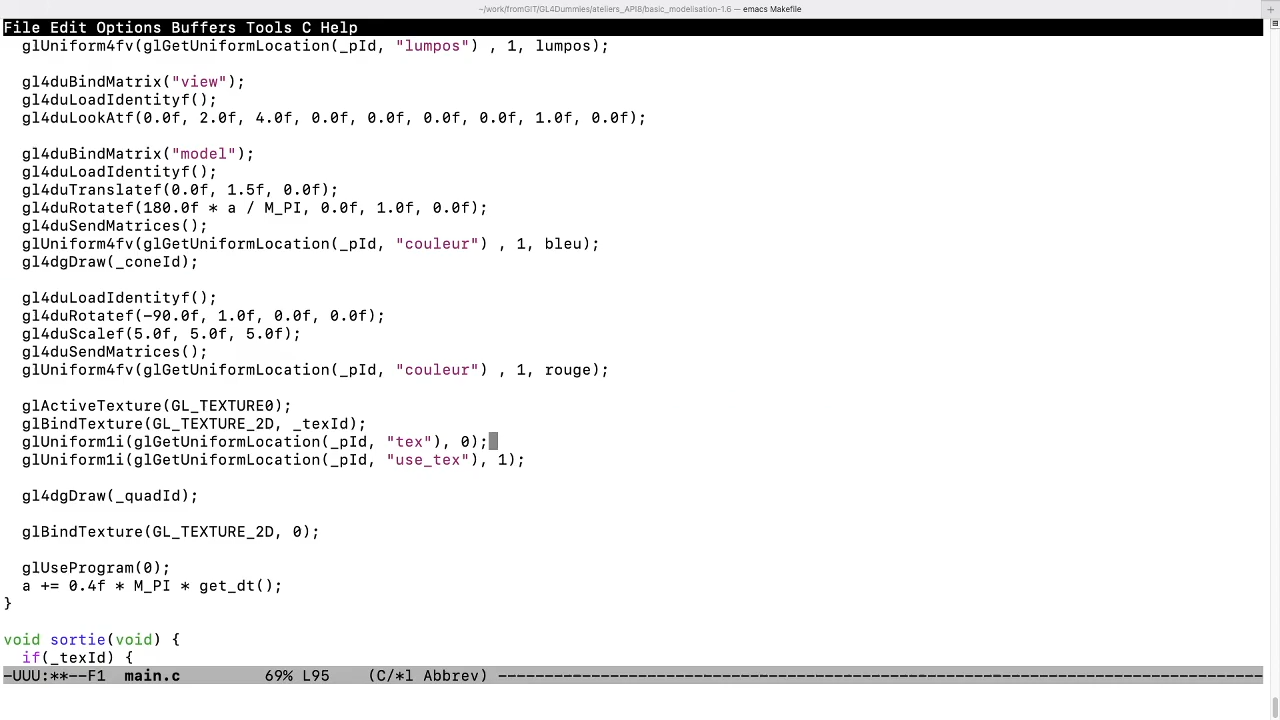 ~/work/fromGIT/GL4Dummies/ateliers_API8/basic_modelisation-1.6 — emacs Makefile
File Edit Options Buffers Tools C Help
glUniform4fv(glGetUniformLocation(_pId, "lumpos") , 1, lumpos);
gl4duBindMatrix("view");
gl4duLoadIdentityf();
gl4duLookAtf(0.0f, 2.0f, 4.0f, 0.0f, 0.0f, 0.0f, 0.0f, 1.0f, 0.0f);
gl4duBindMatrix("model");
gl4duLoadIdentityf();
gl4duTranslatef(0.0f, 1.5f, 0.0f);
gl4duRotatef(180.0f * a / M_PI, 0.0f, 1.0f, 0.0f);
gl4duSendMatrices();
glUniform4fv(glGetUniformLocation(_pId, "couleur") , 1, bleu);
gl4dgDraw(_coneId);
gl4duLoadIdentityf();
gl4duRotatef(-90.0f, 1.0f, 0.0f, 0.0f);
gl4duScalef(5.0f, 5.0f, 5.0f);
gl4duSendMatrices();
glUniform4fv(glGetUniformLocation(_pId, "couleur") , 1, rouge);
glActiveTexture(GL_TEXTURE0);
glBindTexture(GL_TEXTURE_2D, _texId);
glUniform1i(glGetUniformLocation(_pId, "tex"), 0);
glUniform1i(glGetUniformLocation(_pId, "use_tex"), 1);
gl4dgDraw(_quadId);
glBindTexture(GL_TEXTURE_2D, 0);
glUseProgram(0);
a += 0.4f * M_PI * get_dt();
}
void sortie(void) {
if(_texId) {
-UUU:**--F1  main.c         69% L95    (C/*l Abbrev) ------------------------------------------------------------------------------------